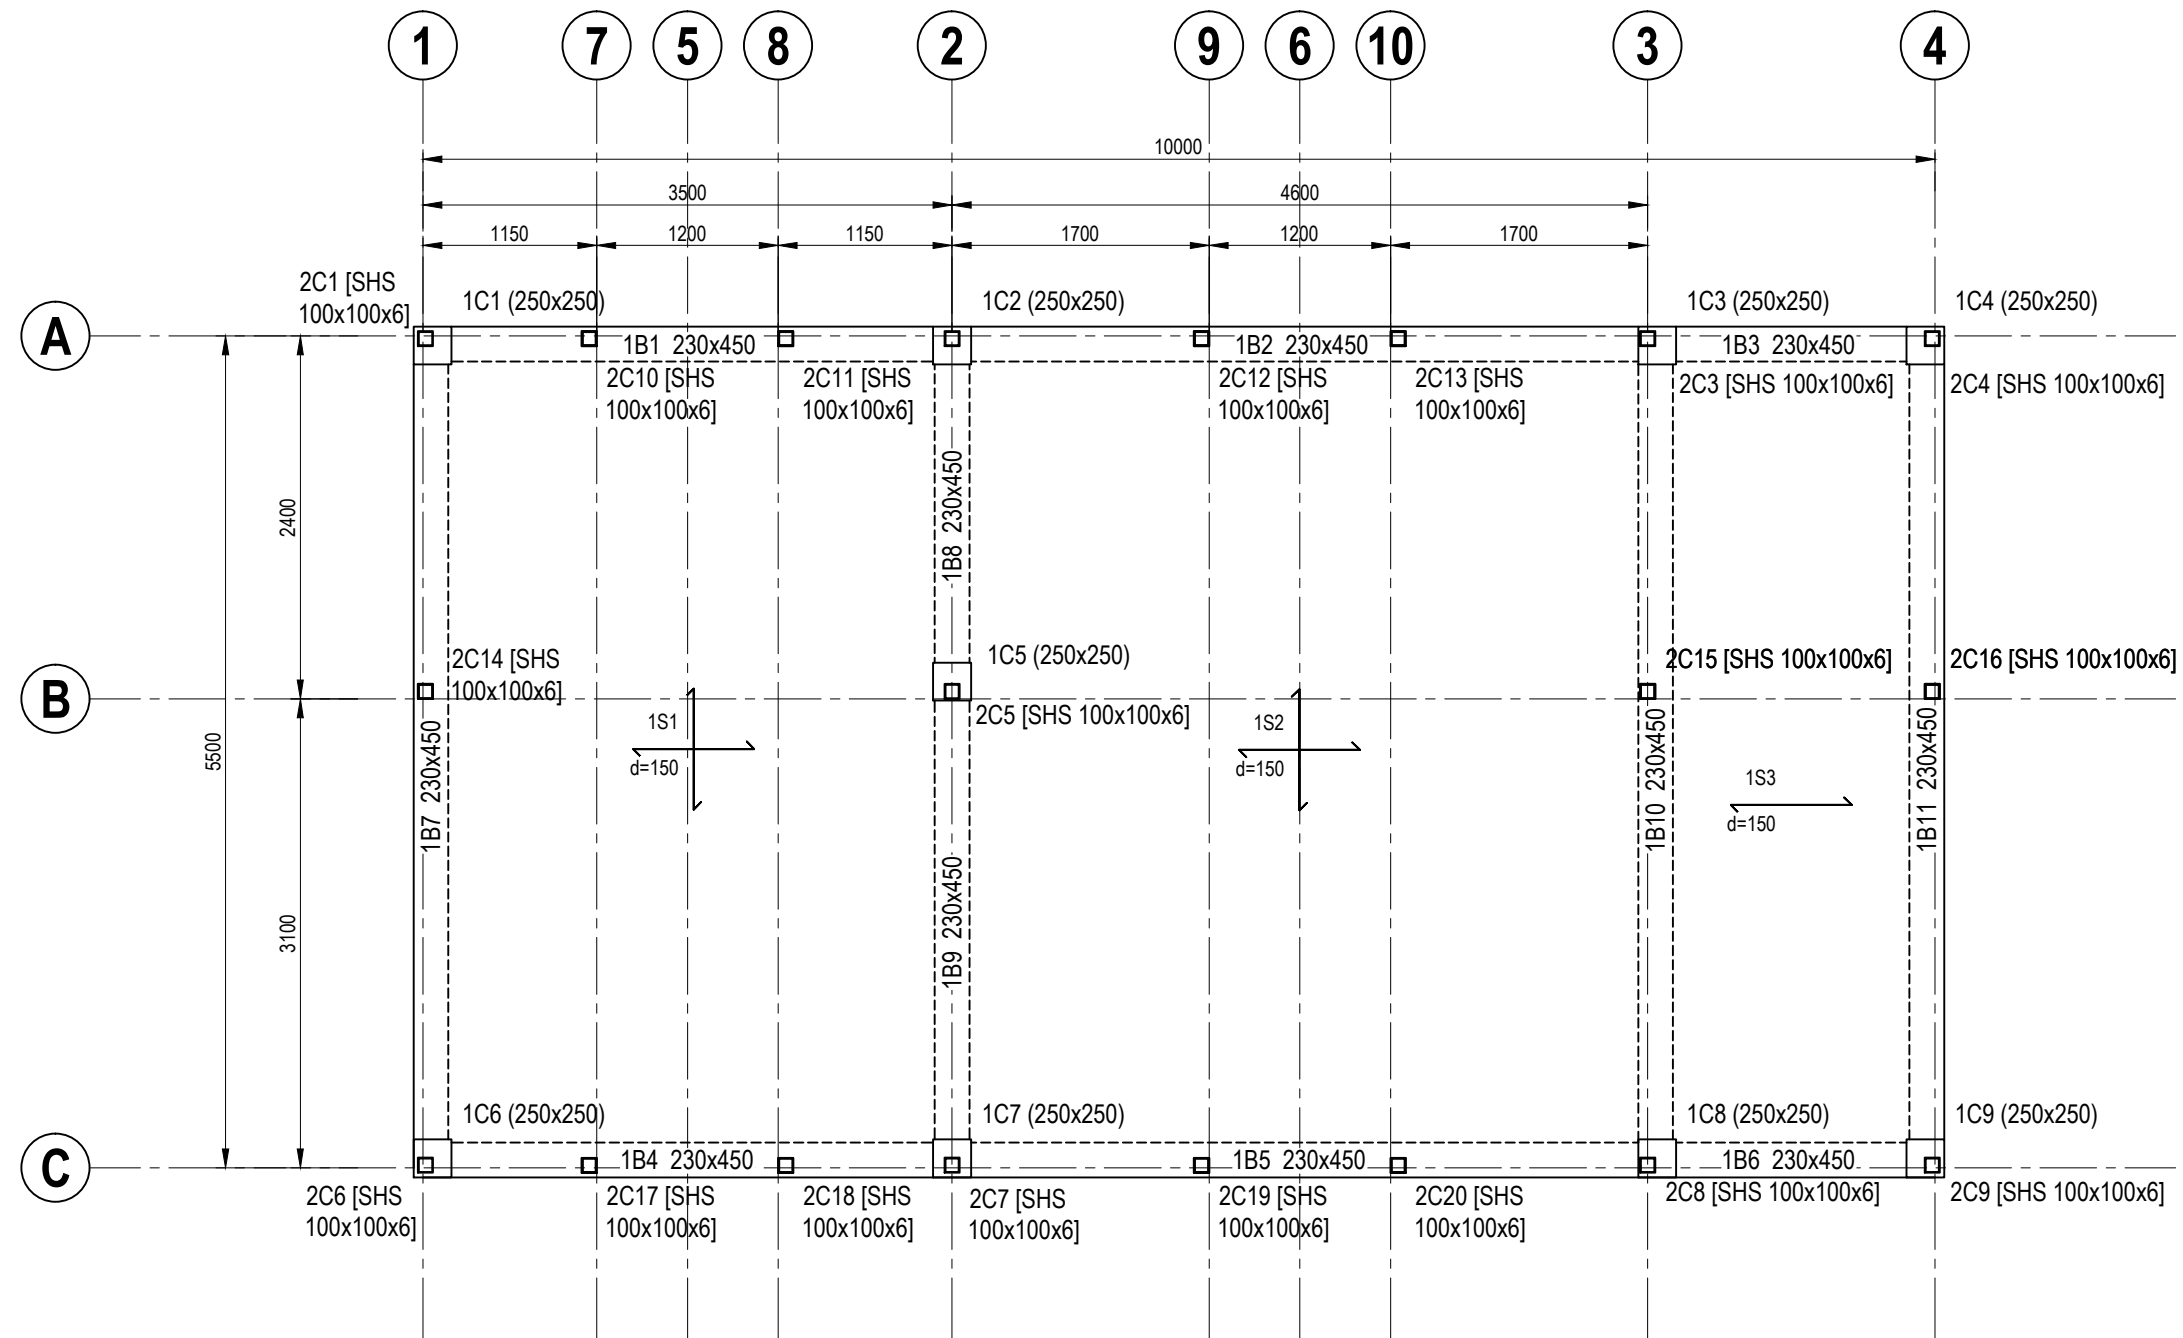 1 7 5 8 2 9 6 10 3 4
10000
3500 4600
1150 1200 1150 1700 1200 1700
2C1 [SHS
100x100x6]
1C1 (250x250) 1C2 (250x250) 1C3 (250x250) 1C4 (250x250)
A
1B1 230x450 1B2 230x450 1B3 230x450
2C10 [SHS
100x100x6]
2C11 [SHS
100x100x6]
2C12 [SHS
100x100x6]
2C13 [SHS
100x100x6]
2C3 [SHS 100x100x6]
2C4 [SHS 100x100x6]
2400
1B8 230x450
B
2C14 [SHS
100x100x6]
1C5 (250x250)
2C5 [SHS 100x100x6]
2C15 [SHS 100x100x6]
2C16 [SHS 100x100x6]
5500
1S1
d=150
1S2
d=150
1S3
d=150
1B7 230x450
1B10 230x450
1B11 230x450
3100
1B9 230x450
1C6 (250x250) 1C7 (250x250) 1C8 (250x250) 1C9 (250x250)
C
1B4 230x450 1B5 230x450 1B6 230x450
2C6 [SHS
100x100x6]
2C17 [SHS
100x100x6]
2C18 [SHS
100x100x6]
2C7 [SHS
100x100x6]
2C19 [SHS
100x100x6]
2C20 [SHS
100x100x6]
2C8 [SHS 100x100x6]
2C9 [SHS 100x100x6]